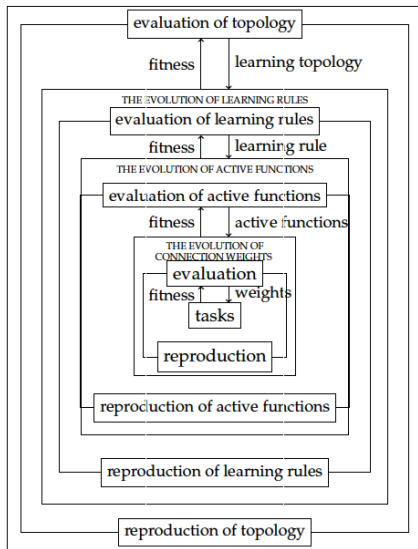 evaluation of topology
fitness learning topology
THE EVOLUTION OF LEARNING RULES
evaluation of learning rules
fitness learning rule
THE EVOLUTION OF ACTIVE FUNCTIONS
evaluation of active functions
fitness active functions
THE EVOLUTION OF
CONNECTION WEIGHTS
evaluation
fitness weights
tasks
reproduction
reproduction of active functions
reproduction of learning rules
reproduction of topology